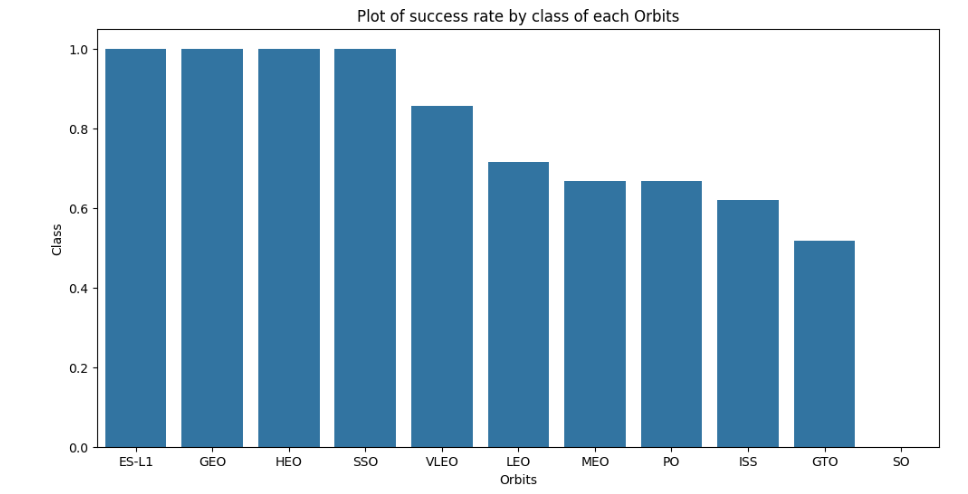 Plot of success rate by class of each Orbits
1.0
0.8
0.6
0.4
0.2
0.0
Class
ES-L1 GEO HEO SSO VLEO LEO MEO PO ISS GTO SO
Orbits